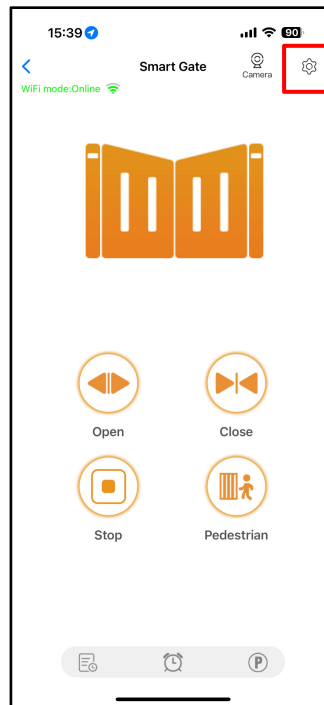 15:39
90
Smart Gate
Camera
WiFi mode:Online
Open
Close
Stop
Pedestrian
P